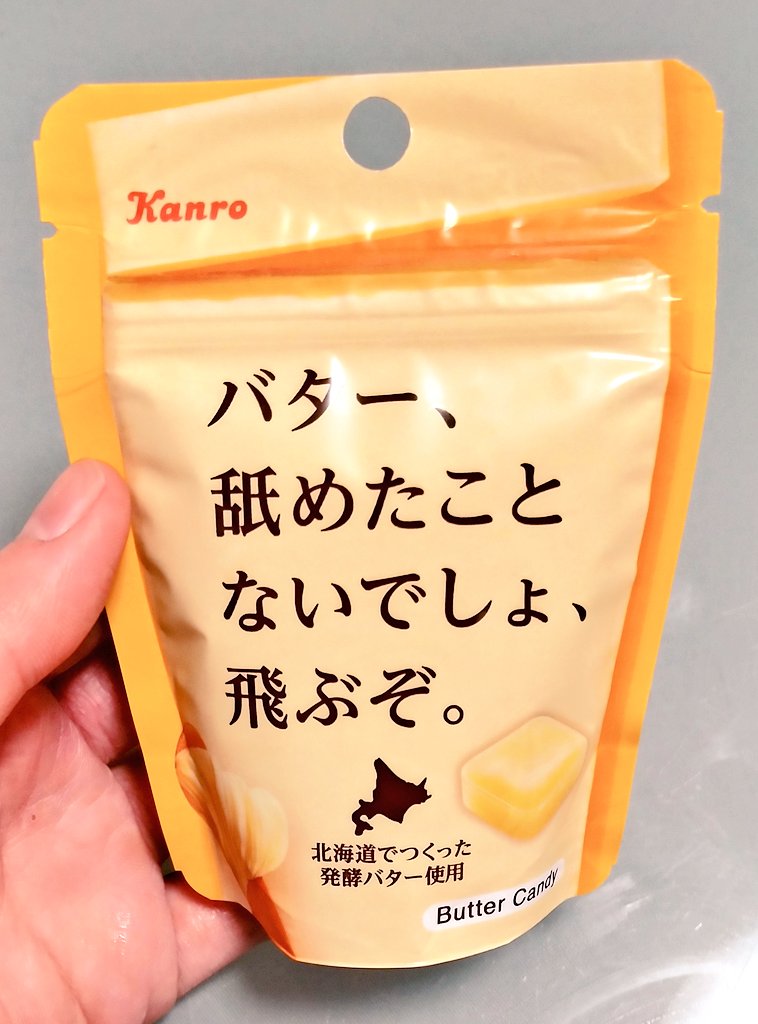 Kanro
バター、
舐めたこと
ないでしょ、
飛ぶぞ。
北海道でつくった
発酵バター使用
Butter Candy